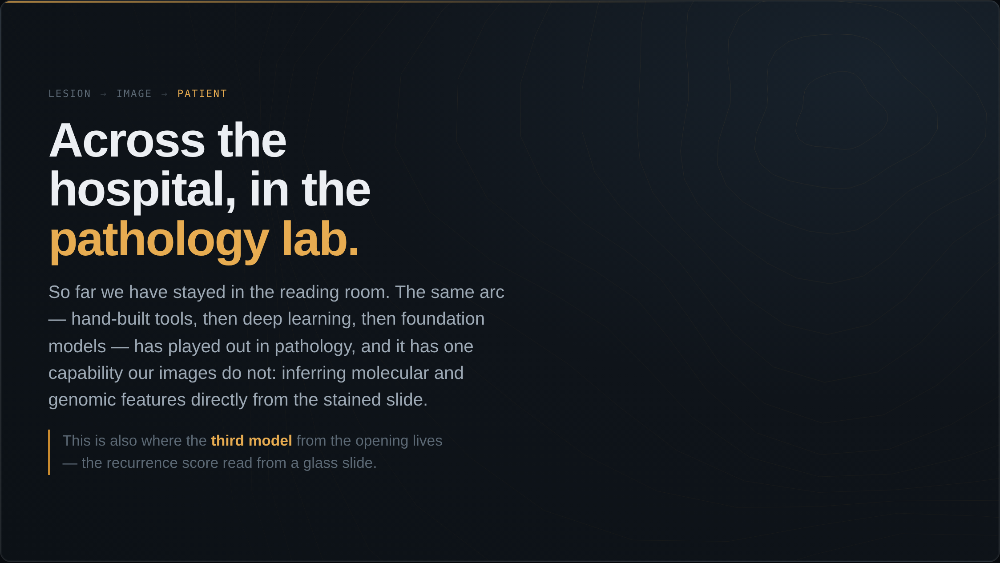 LESION → IMAGE → PATIENT
Across the
hospital, in the
pathology lab.
So far we have stayed in the reading room. The same arc
— hand-built tools, then deep learning, then foundation
models — has played out in pathology, and it has one
capability our images do not: inferring molecular and
genomic features directly from the stained slide.
This is also where the third model from the opening lives
— the recurrence score read from a glass slide.